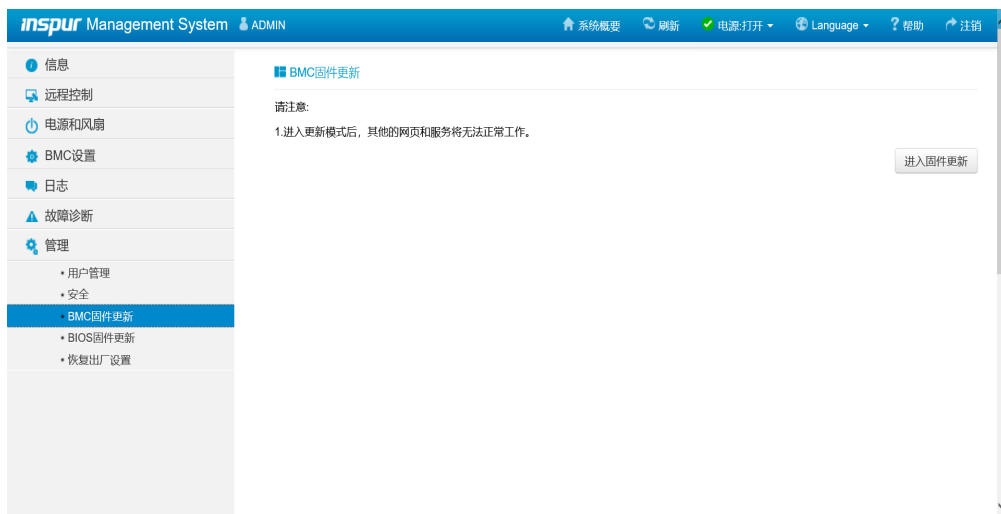 inspur Management System ADMIN 系统概要 刷新 电源:打开 Language 帮助 注销
信息
远程控制
电源和风扇
BMC设置
日志
故障诊断
管理
•用户管理
•安全
•BMC固件更新
•BIOS固件更新
•恢复出厂设置
BMC固件更新
请注意:
1.进入更新模式后，其他的网页和服务将无法正常工作。
进入固件更新